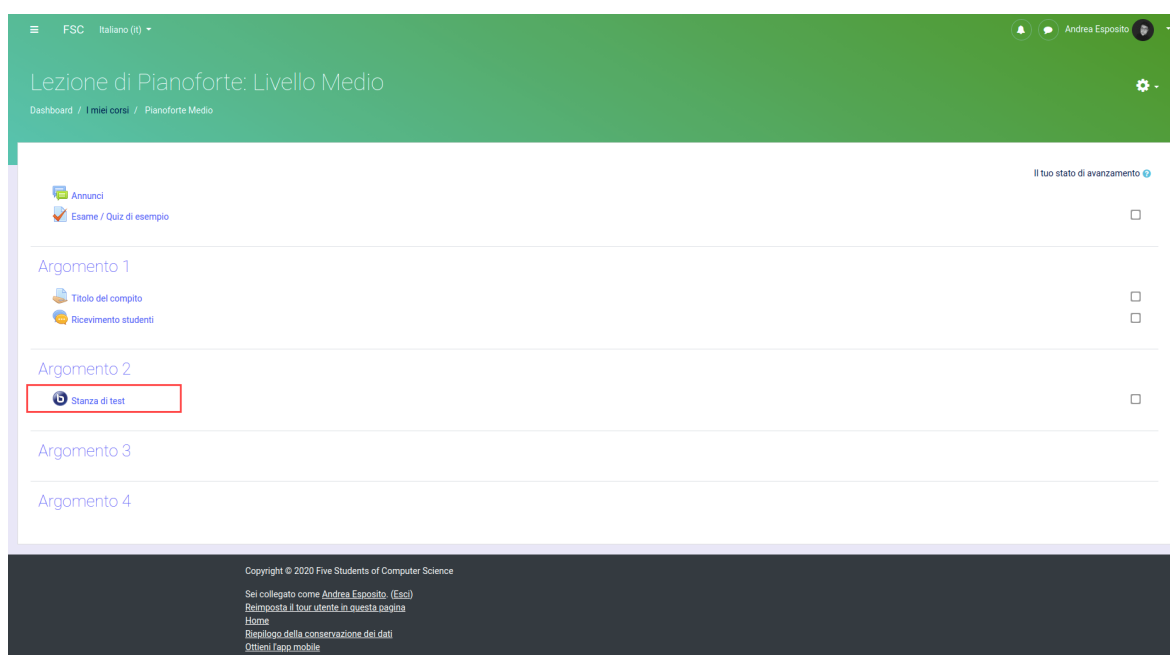 FSC Italiano (it) Andrea Esposito
Lezione di Pianoforte: Livello Medio
Dashboard / I miei corsi / Pianoforte Medio
Il tuo stato di avanzamento
Annunci
Esame / Quiz di esempio
Argomento 1
Titolo del compito
Ricevimento studenti
Argomento 2
b Stanza di test
Argomento 3
Argomento 4
Copyright © 2020 Five Students of Computer Science
Sei collegato come Andrea Esposito. (Esci)
Reimposta il tour utente in questa pagina
Home
Riepilogo della conservazione dei dati
Ottieni l'app mobile